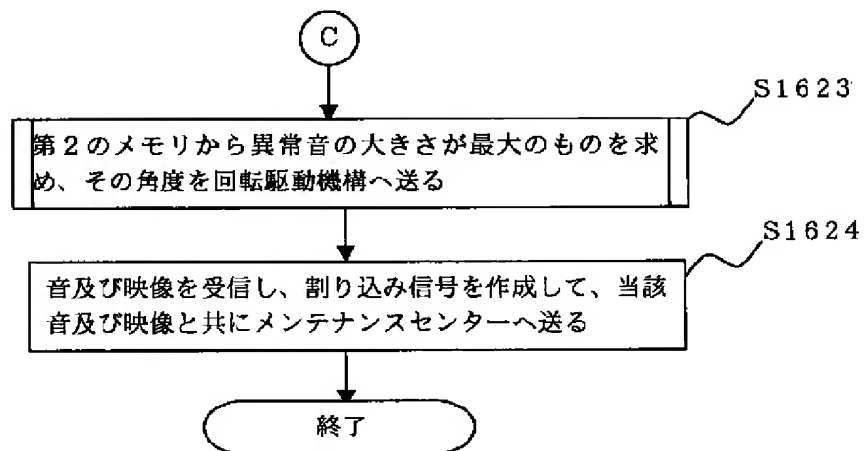 C
S1623
第2のメモリから異常音の大きさが最大のものを求
め、その角度を回転駆動機構へ送る
S1624
音及び映像を受信し、割り込み信号を作成して、当該
音及び映像と共にメンテナンスセンターへ送る
終了